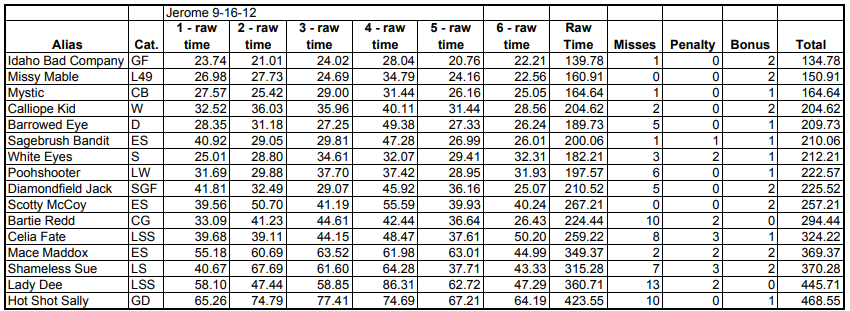 Jerome 9-16-12
Alias Cat. 1 - raw time 2 - raw time 3 - raw time 4 - raw time 5 - raw time 6 - raw time Raw Time Misses Penalty Bonus Total
Idaho Bad Company GF 23.74 21.01 24.02 28.04 20.76 22.21 139.78 1 0 2 134.78
Missy Mable L49 26.98 27.73 24.69 34.79 24.16 22.56 160.91 0 0 2 150.91
Mystic CB 27.57 25.42 29.00 31.44 26.16 25.05 164.64 1 0 1 164.64
Calliope Kid W 32.52 36.03 35.96 40.11 31.44 28.56 204.62 2 0 2 204.62
Barrowed Eye D 28.35 31.18 27.25 49.38 27.33 26.24 189.73 5 0 1 209.73
Sagebrush Bandit ES 40.92 29.05 29.81 47.28 26.99 26.01 200.06 1 1 1 210.06
White Eyes S 25.01 28.80 34.61 32.07 29.41 32.31 182.21 3 2 1 212.21
Poohshooter LW 31.69 29.88 37.70 37.42 28.95 31.93 197.57 6 0 1 222.57
Diamondfield Jack SGF 41.81 32.49 29.07 45.92 36.16 25.07 210.52 5 0 2 225.52
Scotty McCoy ES 39.56 50.70 41.19 55.59 39.93 40.24 267.21 0 0 2 257.21
Bartie Redd CG 33.09 41.23 44.61 42.44 36.64 26.43 224.44 10 2 0 294.44
Celia Fate LSS 39.68 39.11 44.15 48.47 37.61 50.20 259.22 8 3 1 324.22
Mace Maddox ES 55.18 60.69 63.52 61.98 63.01 44.99 349.37 2 2 2 369.37
Shameless Sue LS 40.67 67.69 61.60 64.28 37.71 43.33 315.28 7 3 2 370.28
Lady Dee LSS 58.10 47.44 58.85 86.31 62.72 47.29 360.71 13 2 0 445.71
Hot Shot Sally GD 65.26 74.79 77.41 74.69 67.21 64.19 423.55 10 0 1 468.55